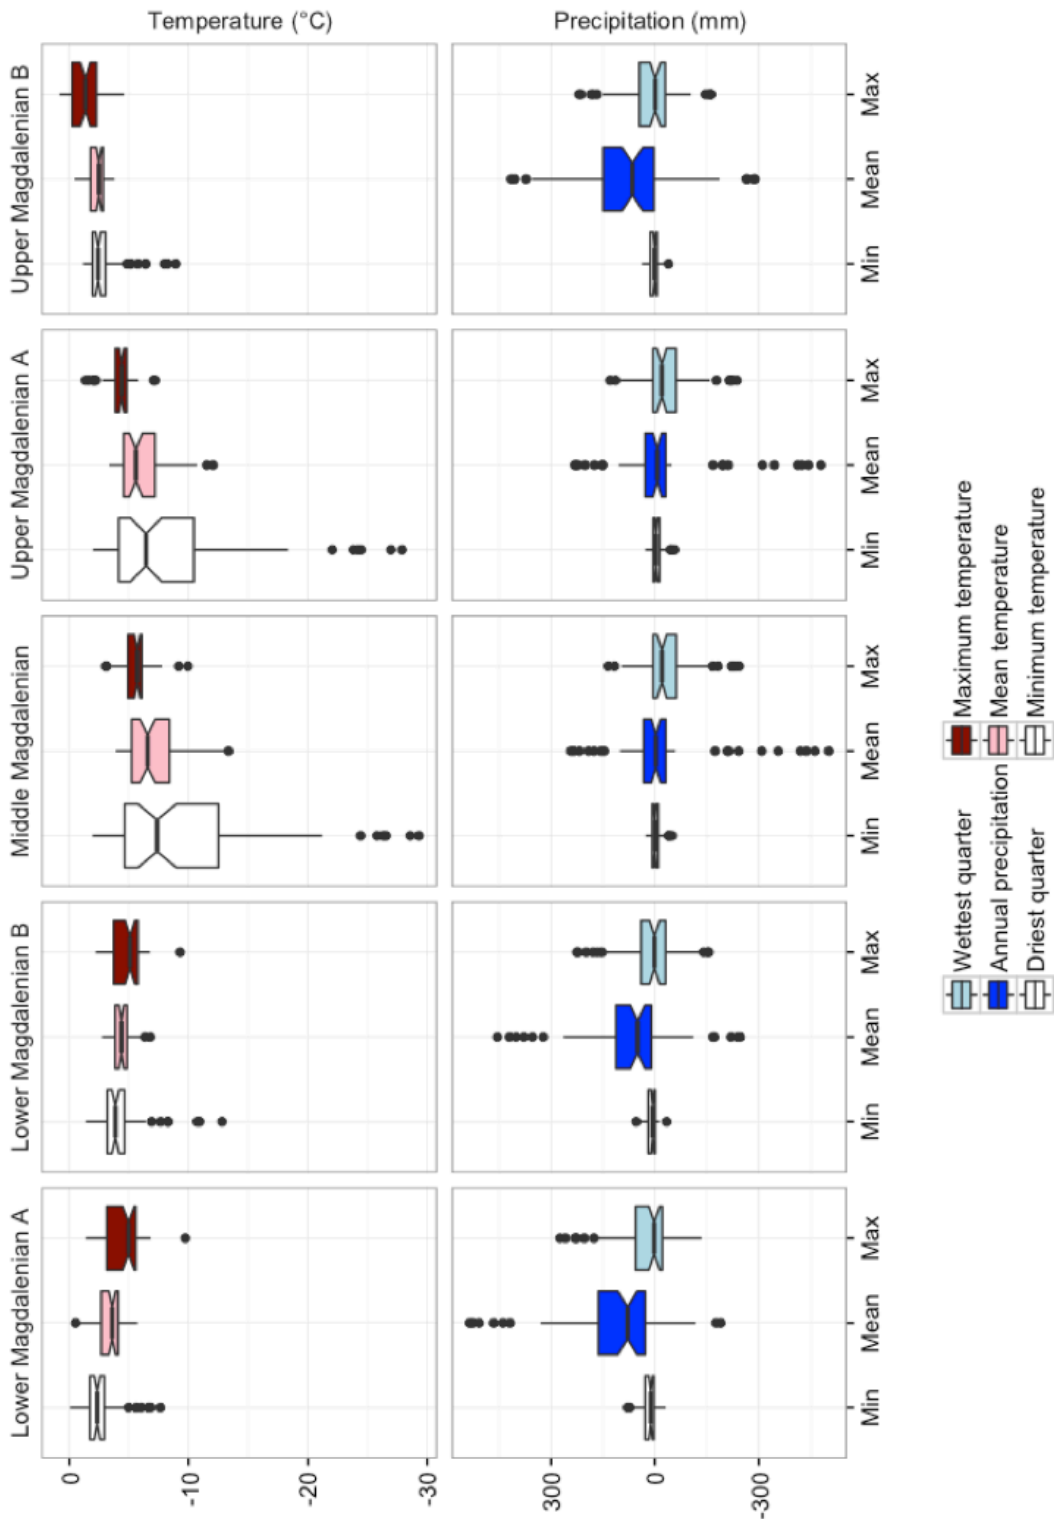 Lower Magdalenian A
Lower Magdalenian B
Middle Magdalenian
Upper Magdalenian A
Upper Magdalenian B
0
-10
-20
-30
Temperature (°C)
300
0
-300
Precipitation (mm)
Min
Mean
Max
Min
Mean
Max
Min
Mean
Max
Min
Mean
Max
Min
Mean
Max
Wettest quarter
Maximum temperature
Annual precipitation
Mean temperature
Driest quarter
Minimum temperature